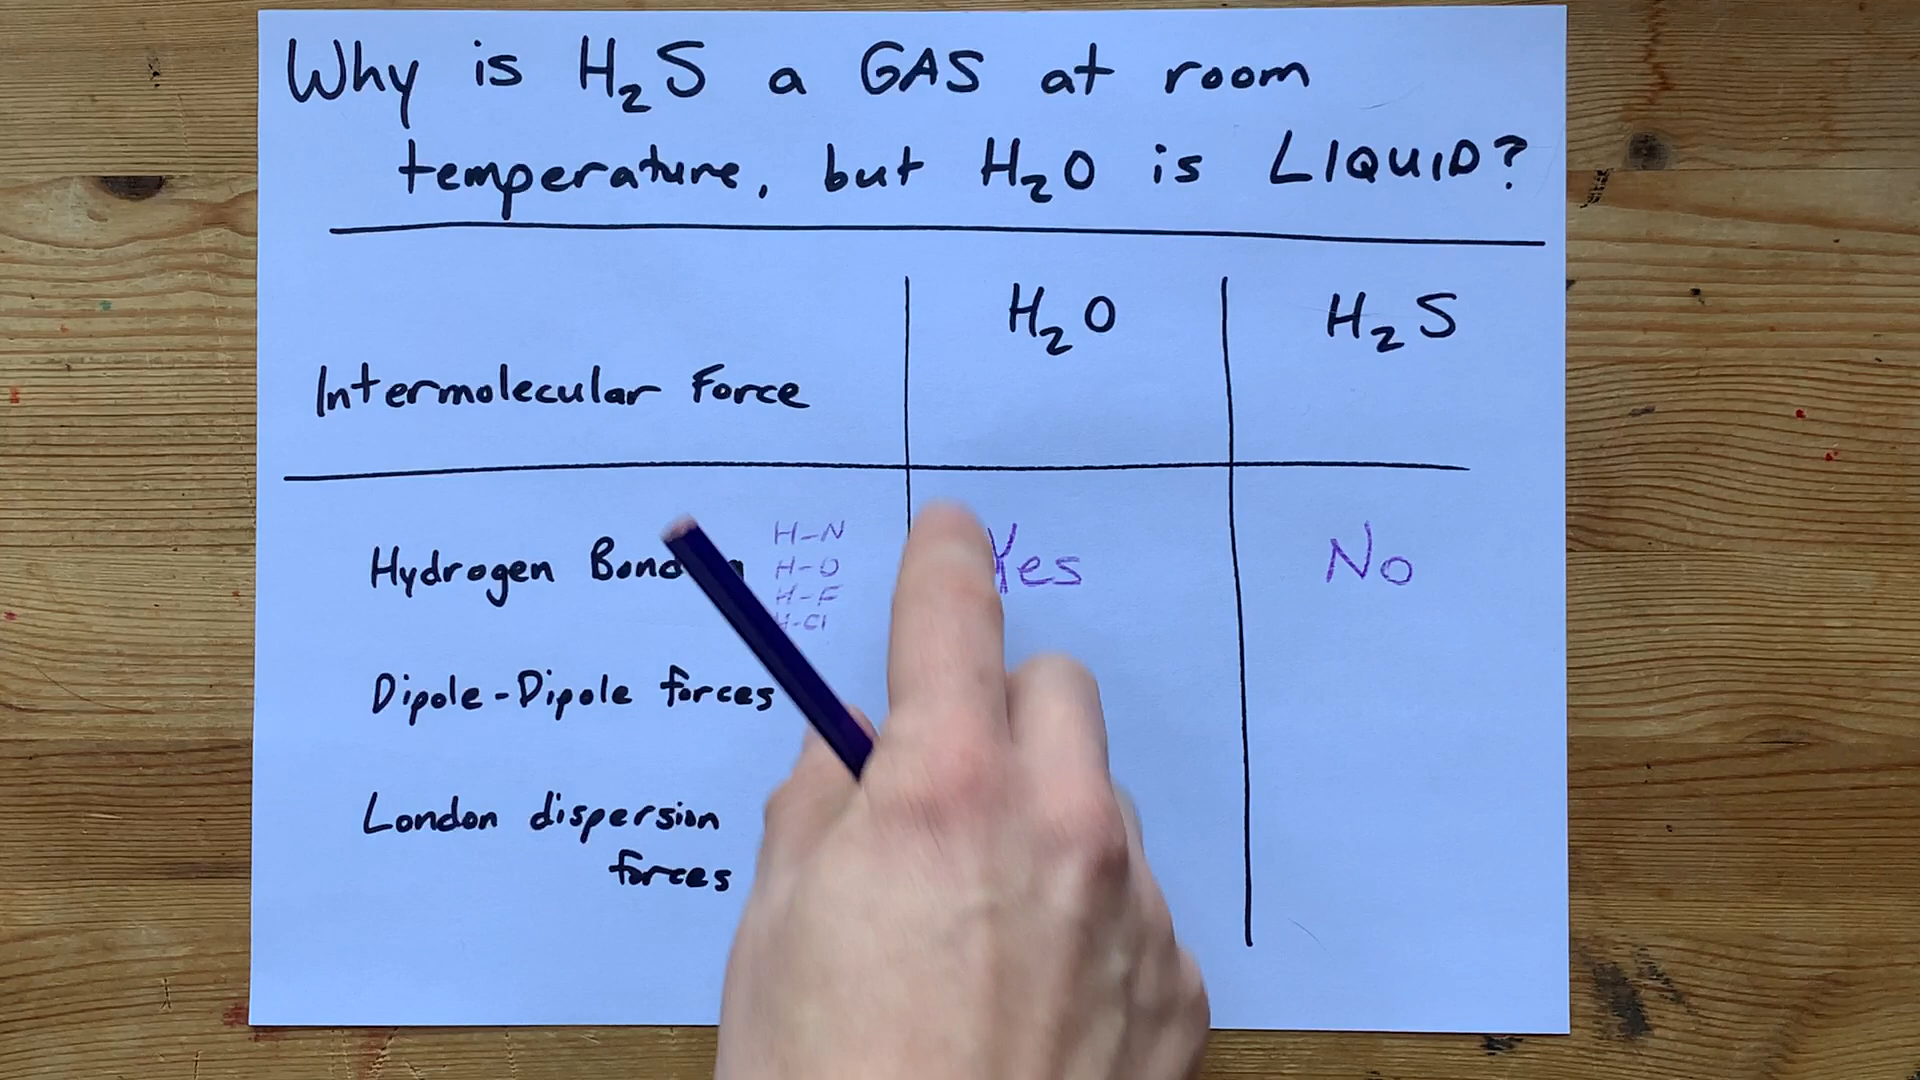 Why is H₂S a GAS at room
temperature, but H₂O is LIQUID?
H₂O H₂S
Intermolecular Force
Hydrogen Yes No
H-N
H-O
H-F
H-Cl
Dipole-Dipole forces
London dispersion
forces